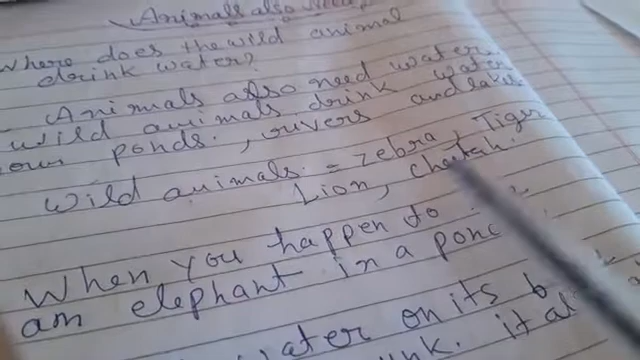 Animals also Need
Where does the wild animal
drink water?
Animals also need water.
wild animals drink water
ponds, rivers and lakes
Wild animals = zebra, Tiger
Lion, cheetah.
When you happen to
an elephant in a pond
water on its b
it al